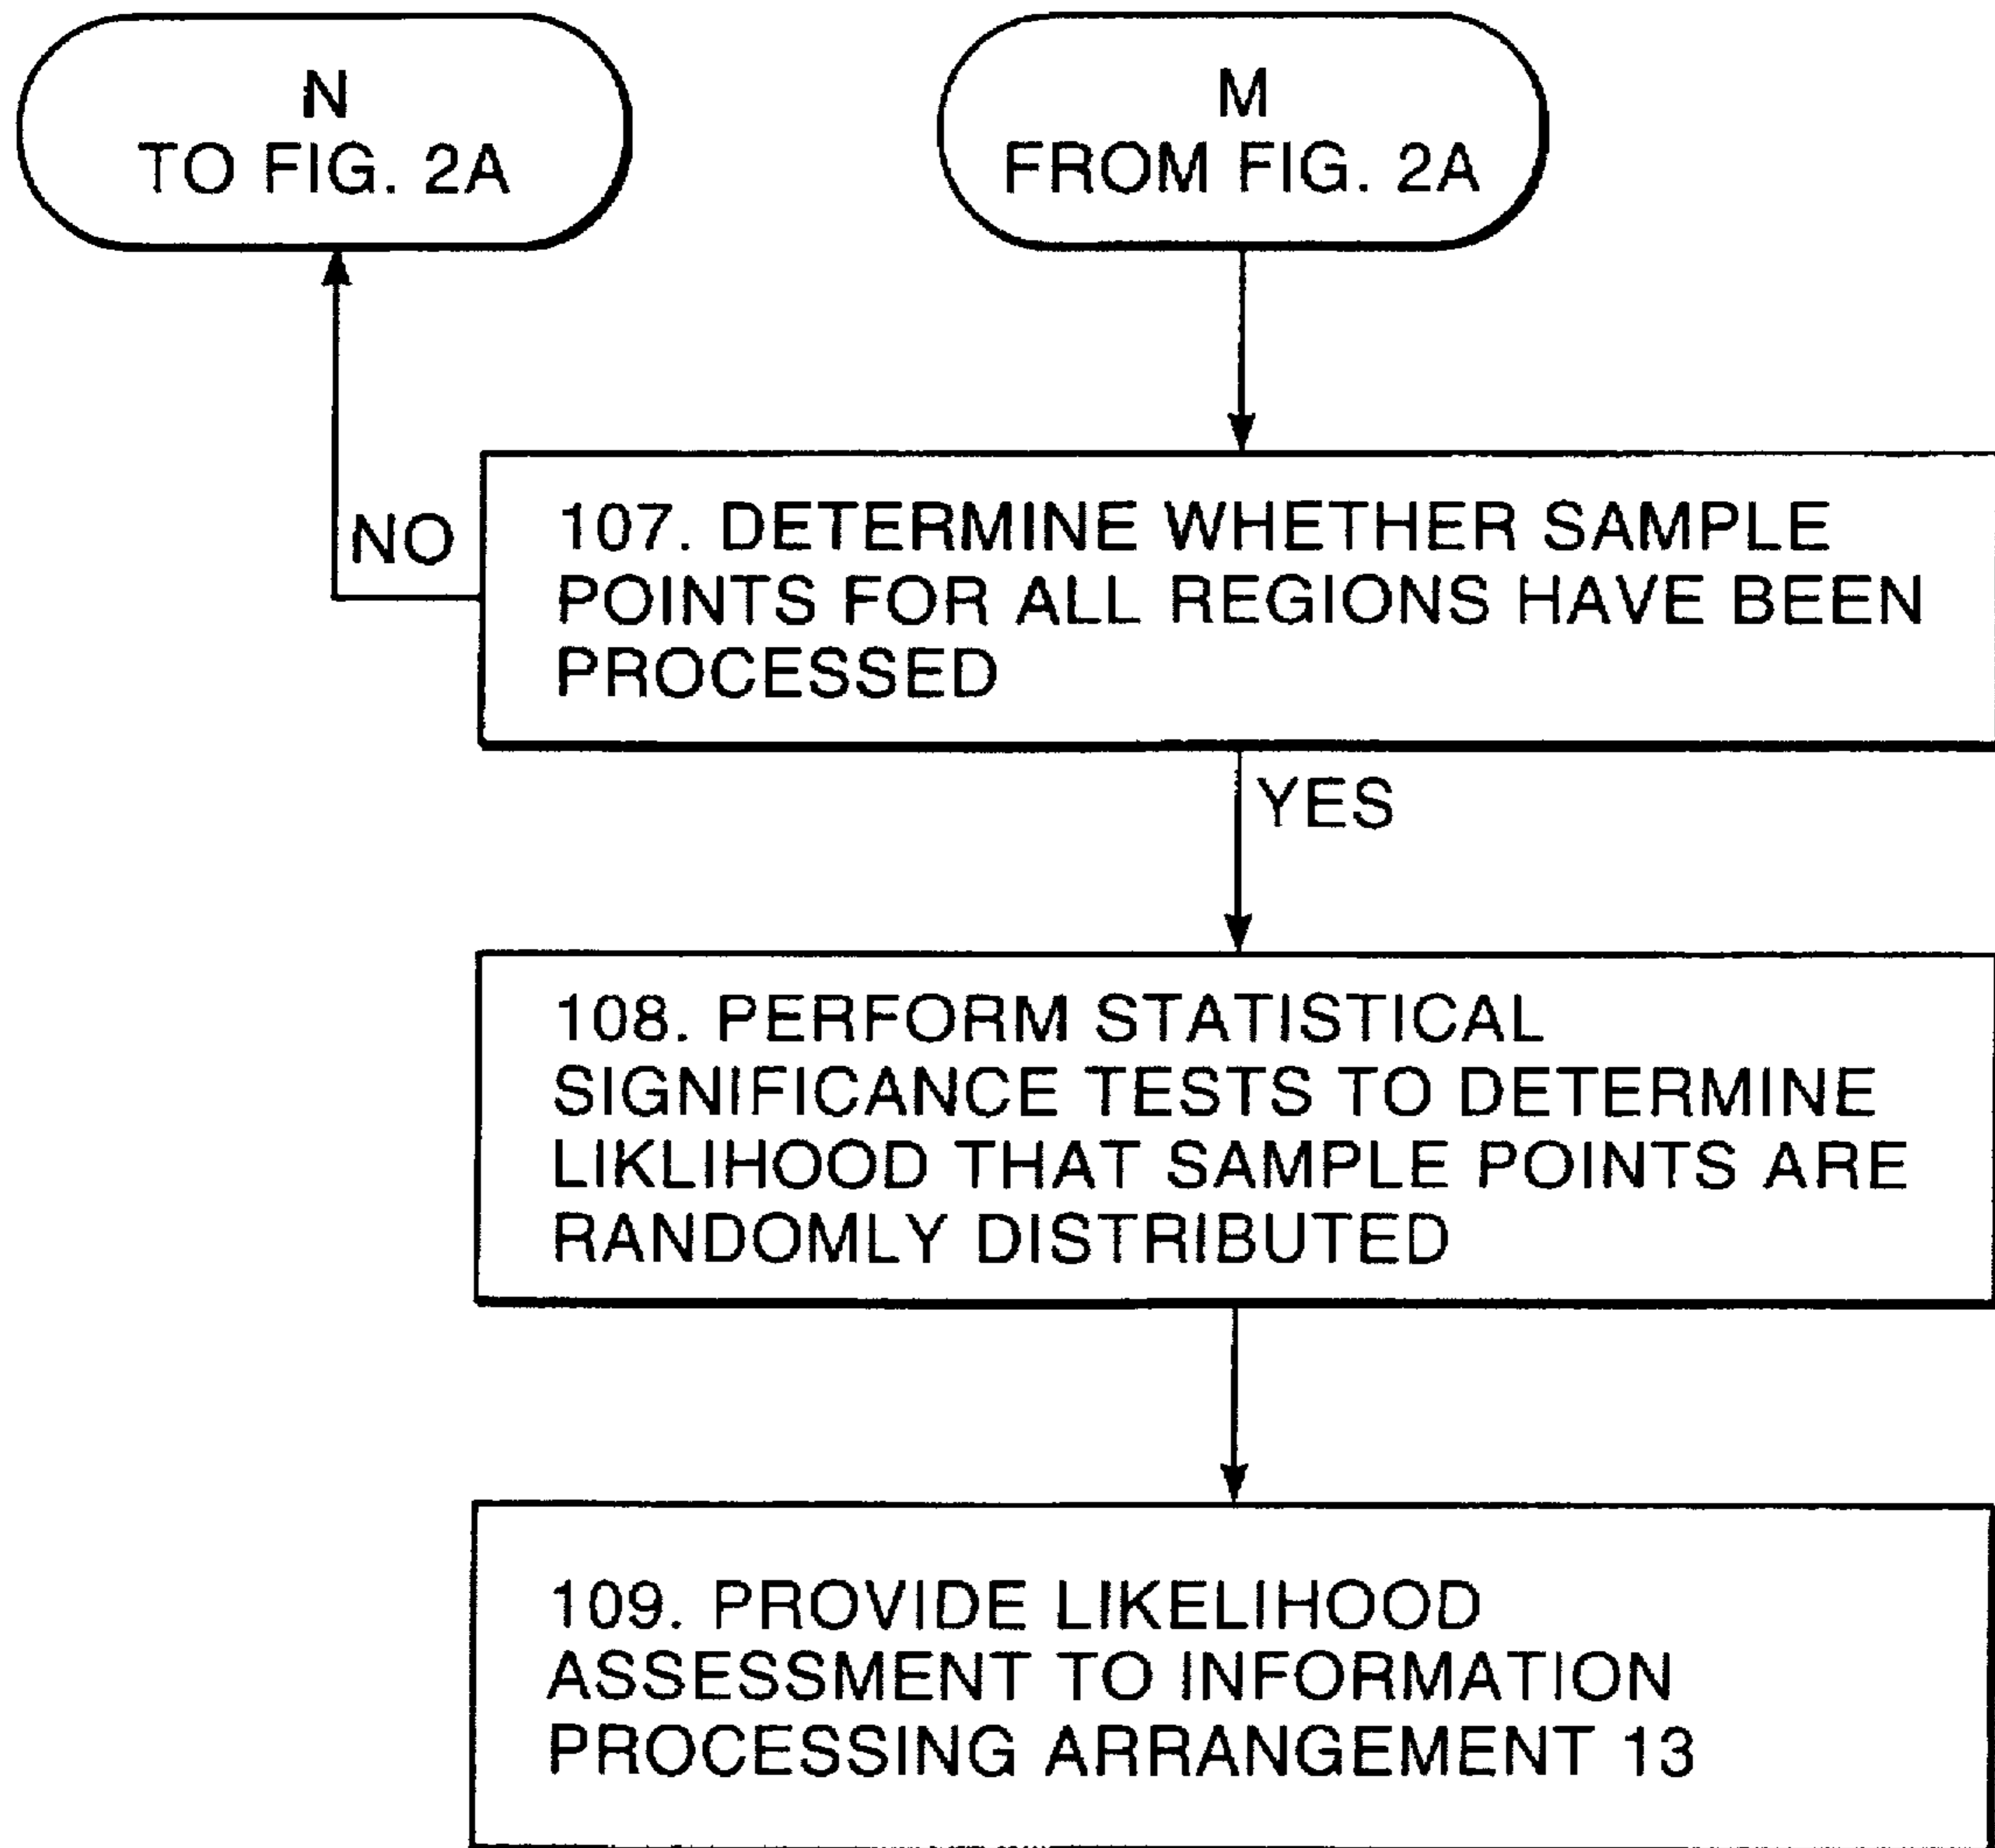 N
TO FIG. 2A
M
FROM FIG. 2A
NO
107. DETERMINE WHETHER SAMPLE
POINTS FOR ALL REGIONS HAVE BEEN
PROCESSED
YES
108. PERFORM STATISTICAL
SIGNIFICANCE TESTS TO DETERMINE
LIKLIHOOD THAT SAMPLE POINTS ARE
RANDOMLY DISTRIBUTED
109. PROVIDE LIKELIHOOD
ASSESSMENT TO INFORMATION
PROCESSING ARRANGEMENT 13